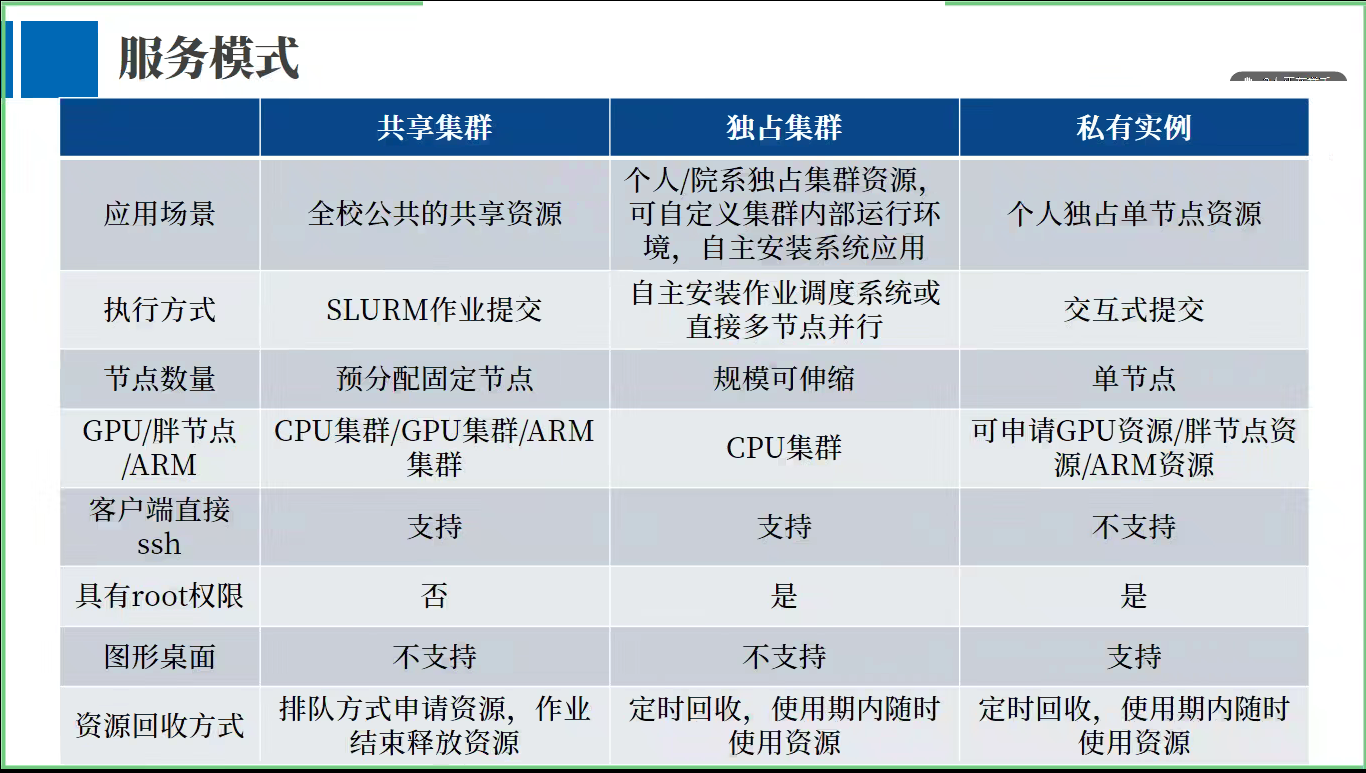 服务模式
共享集群
独占集群
私有实例
应用场景
全校公共的共享资源
个人/院系独占集群资源，
可自定义集群内部运行环
境，自主安装系统应用
个人独占单节点资源
执行方式
SLURM作业提交
自主安装作业调度系统或
直接多节点并行
交互式提交
节点数量
预分配固定节点
规模可伸缩
单节点
GPU/胖节点
/ARM
CPU集群/GPU集群/ARM
集群
CPU集群
可申请GPU资源/胖节点资
源/ARM资源
客户端直接
ssh
支持
支持
不支持
具有root权限
否
是
是
图形桌面
不支持
不支持
支持
资源回收方式
排队方式申请资源，作业
结束释放资源
定时回收，使用期内随时
使用资源
定时回收，使用期内随时
使用资源